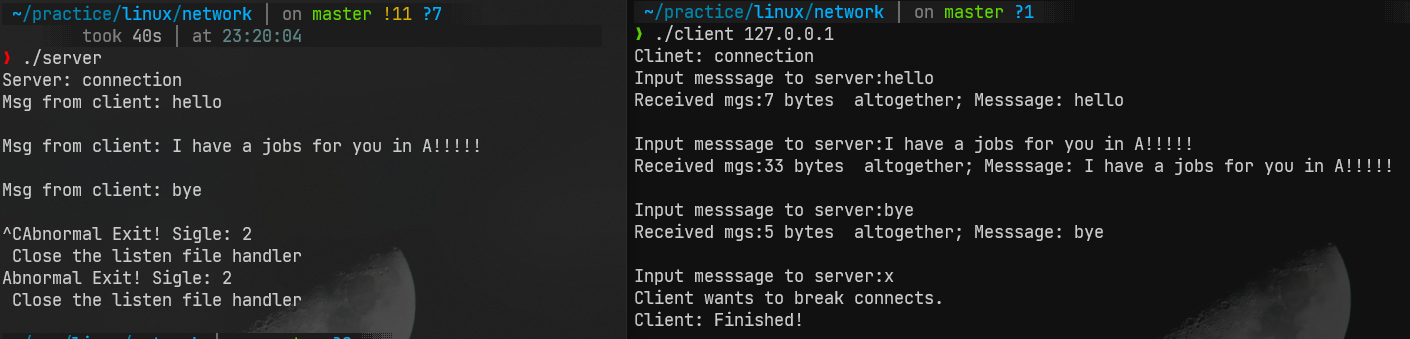 ~/practice/linux/network | on master !11 ?7
took 40s | at 23:20:04
❯ ./server
Server: connection
Msg from client: hello
Msg from client: I have a jobs for you in A!!!!!
Msg from client: bye
^CAbnormal Exit! Sigle: 2
Close the listen file handler
Abnormal Exit! Sigle: 2
Close the listen file handler
~/practice/linux/network | on master ?1
❯ ./client 127.0.0.1
Clinet: connection
Input messsage to server:hello
Received mgs:7 bytes  altogether; Messsage: hello
Input messsage to server:I have a jobs for you in A!!!!!
Received mgs:33 bytes  altogether; Messsage: I have a jobs for you in A!!!!!
Input messsage to server:bye
Received mgs:5 bytes  altogether; Messsage: bye
Input messsage to server:x
Client wants to break connects.
Client: Finished!